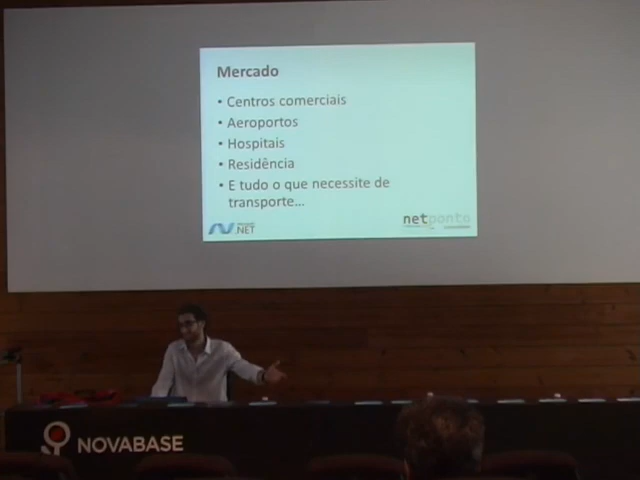 Mercado
• Centros comerciais
• Aeroportos
• Hospitais
• Residência
• E tudo o que necessite de
transporte...
.NET
netponto
NOVABASE